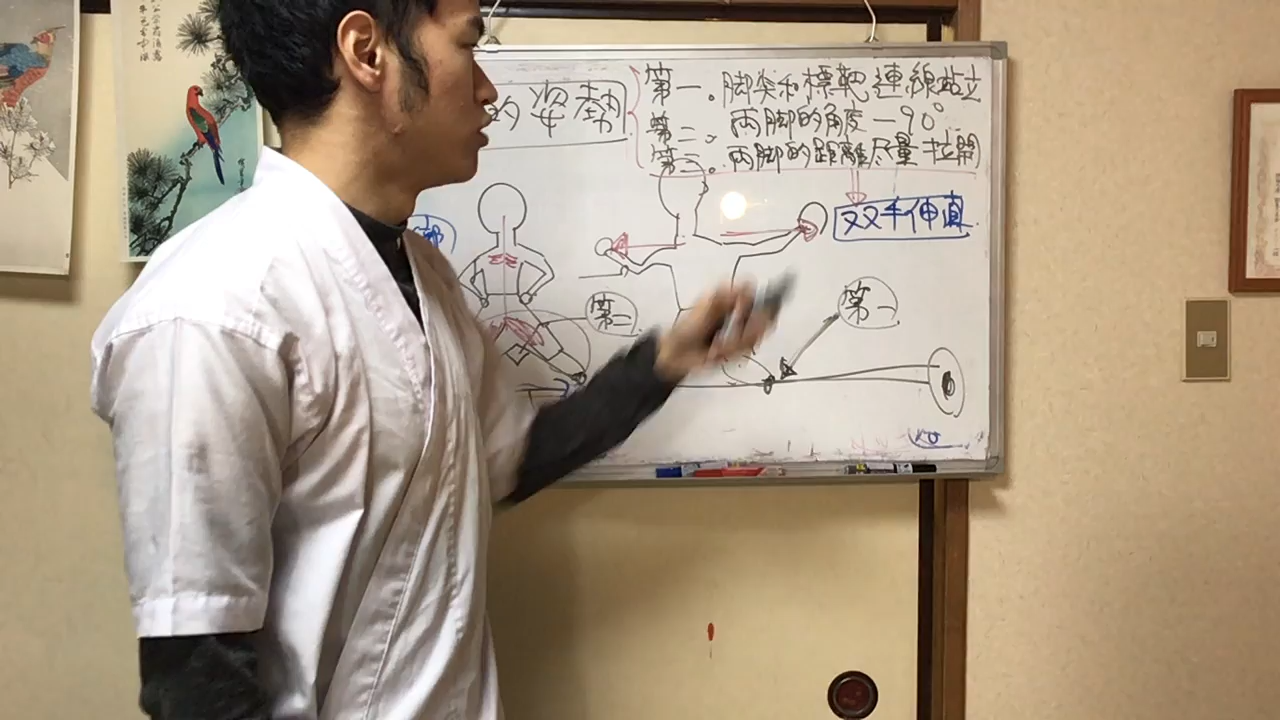 的姿勢
第一。脚尖和標靶連線站立
第二。兩脚的角度一90°
第三。兩脚的距離尽量拉開
双手伸直
第二
第一